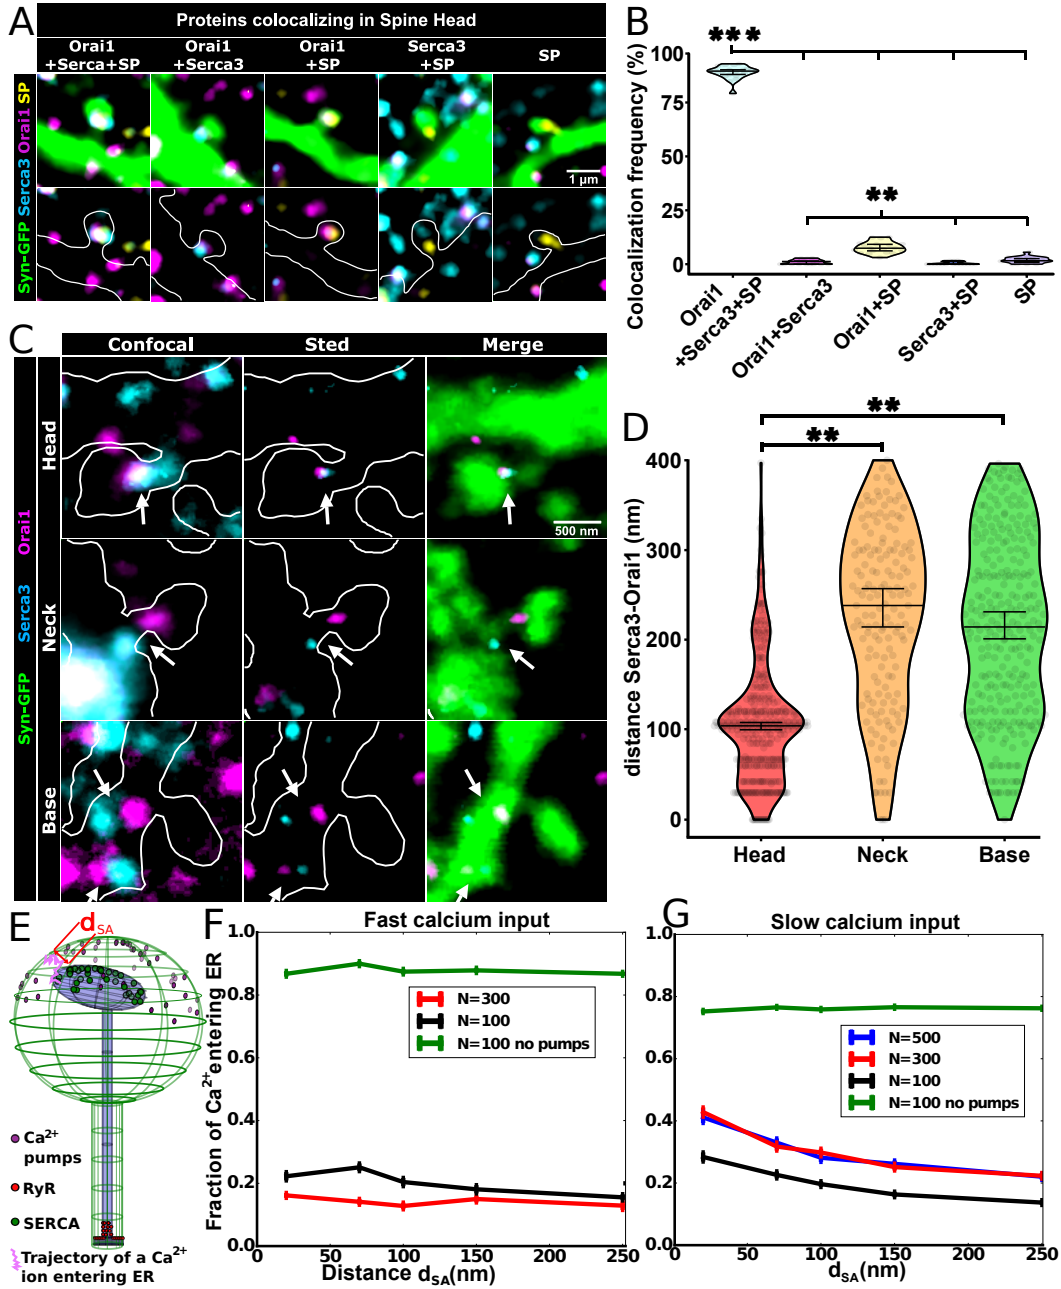 A
Proteins colocalizing in Spine Head
Orai1
+Serca+SP
Orai1
+Serca3
Orai1
+SP
Serca3
+SP
SP
Syn-GFP Serca3 Orai1 SP
1 µm
B
***
**
Colocalization frequency (%)
100
75
50
25
0
Orai1
+Serca3+SP
Orai1+Serca3
Orai1+SP
Serca3+SP
SP
C
Confocal
Sted
Merge
Head
Neck
Base
Syn-GFP Serca3 Orai1
500 nm
D
**
**
distance Serca3-Orai1 (nm)
400
300
200
100
0
Head
Neck
Base
E
dSA
Ca2+
pumps
RyR
SERCA
Trajectory of a Ca2+
ion entering ER
F
Fast calcium input
Fraction of Ca2+ entering ER
1.0
0.8
0.6
0.4
0.2
0.0
N=300
N=100
N=100 no pumps
0 50 100 150 200 250
Distance dSA(nm)
G
Slow calcium input
1.0
0.8
0.6
0.4
0.2
0.0
N=500
N=300
N=100
N=100 no pumps
0 50 100 150 200 250
dSA(nm)